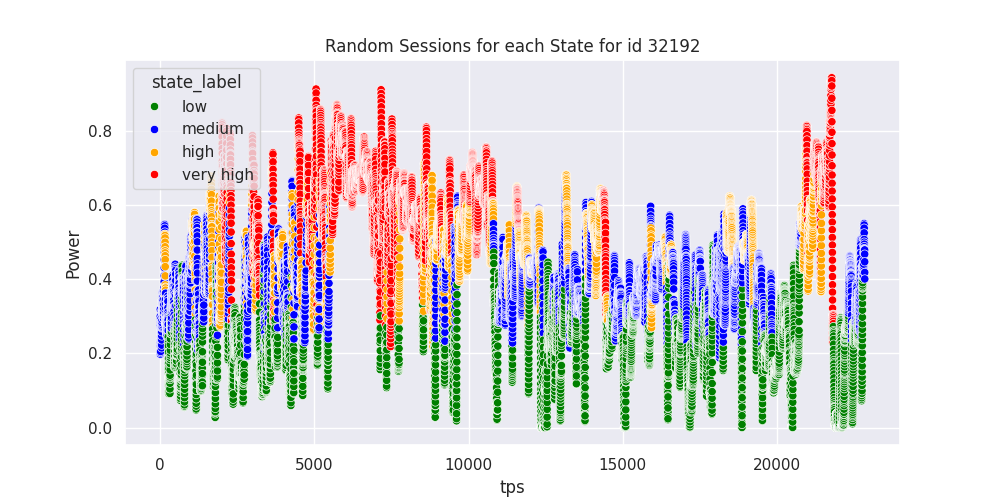 Random Sessions for each State for id 32192
state_label
low
medium
high
very high
Power
0.8
0.6
0.4
0.2
0.0
0
5000
10000
15000
20000
tps